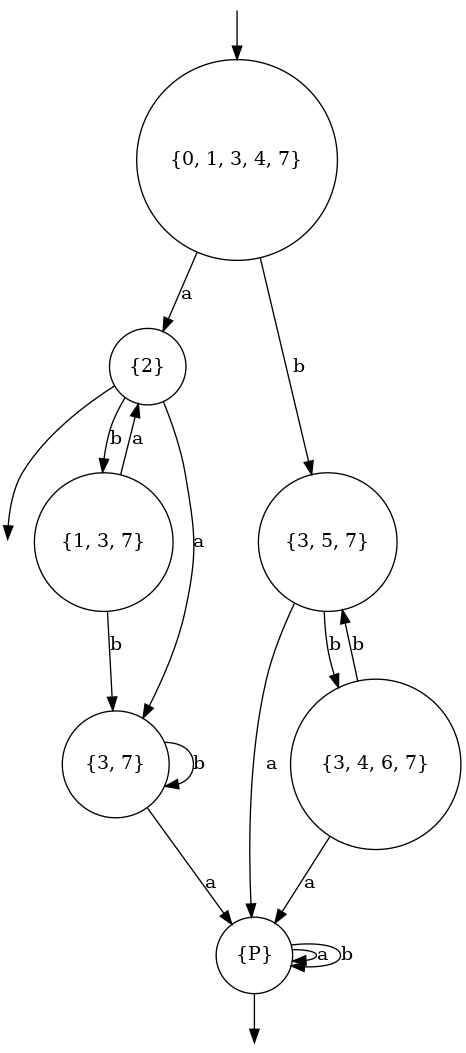 {0, 1, 3, 4, 7}
a
b
{2}
b
a
a
{1, 3, 7}
{3, 5, 7}
b
b
b
{3, 7}
b
a
{3, 4, 6, 7}
a
a
{P}
a
b